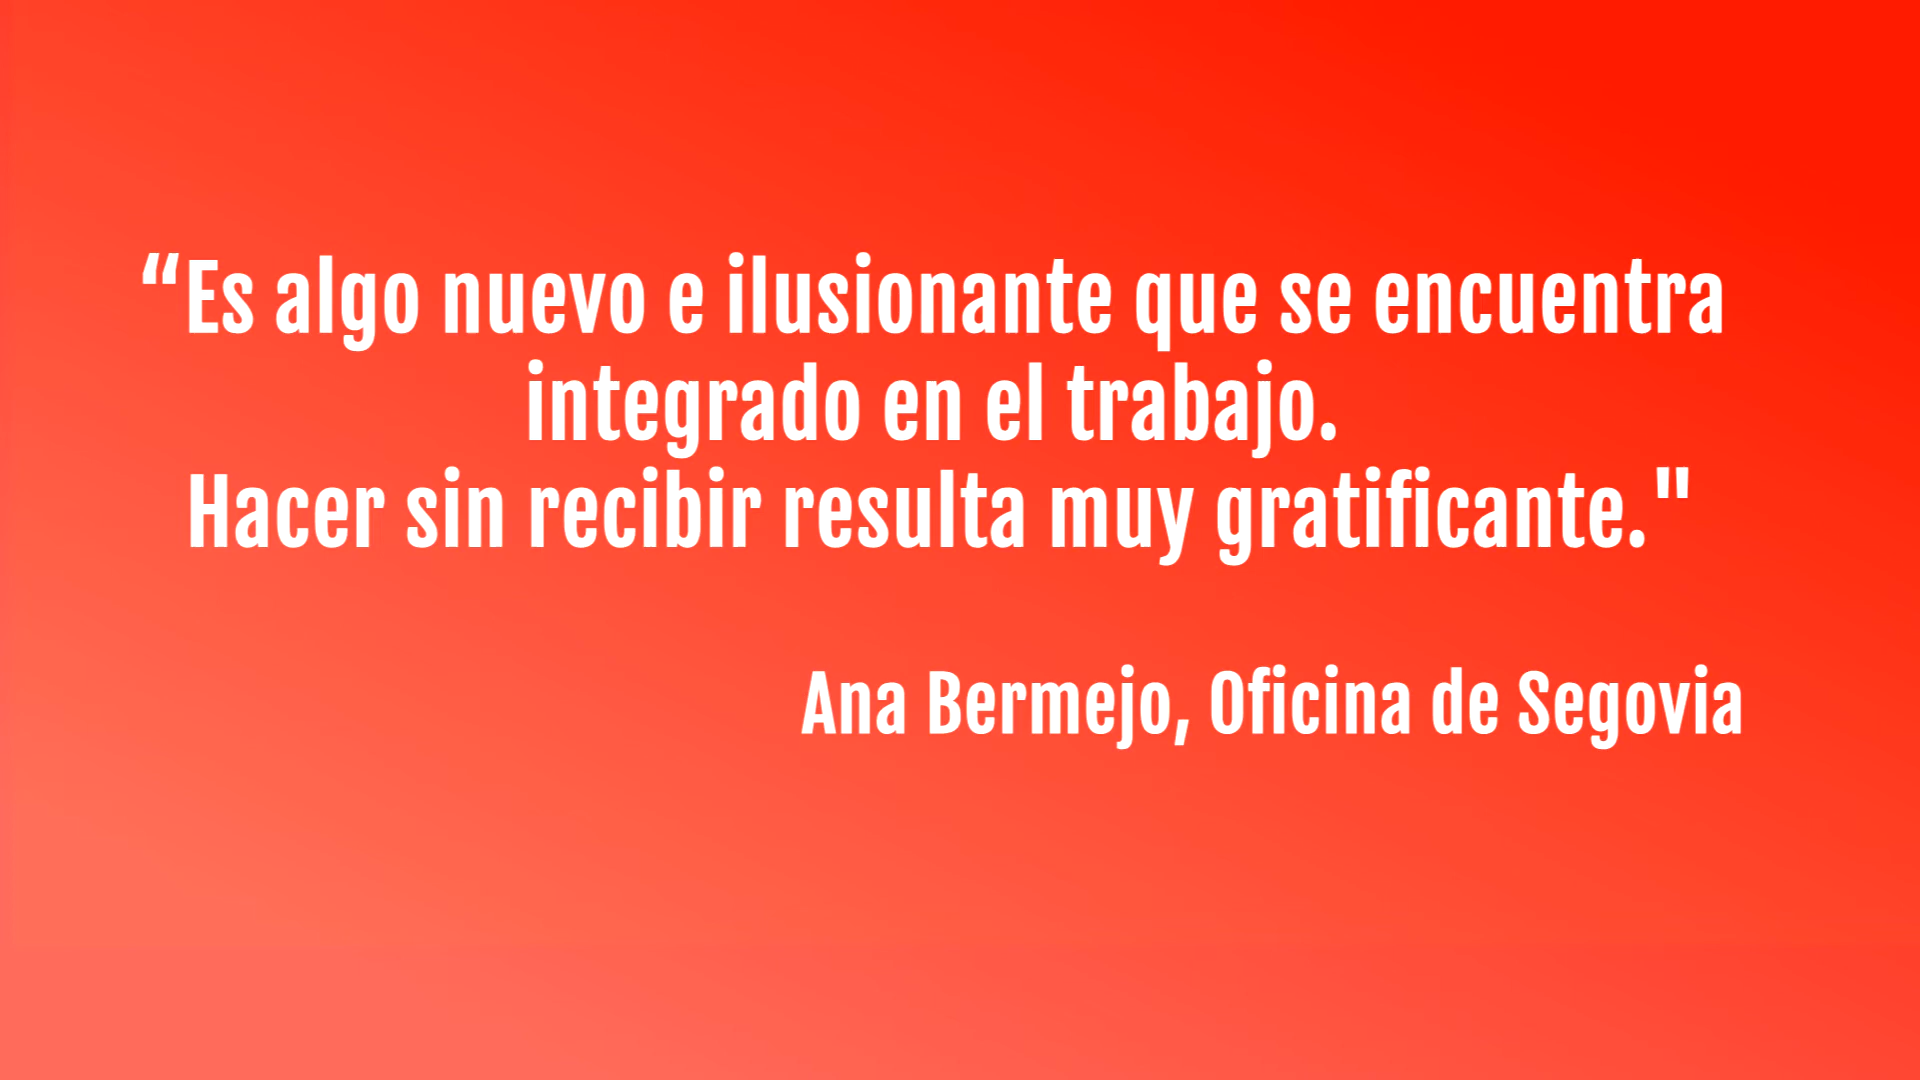 “Es algo nuevo e ilusionante que se encuentra
integrado en el trabajo.
Hacer sin recibir resulta muy gratificante."
Ana Bermejo, Oficina de Segovia